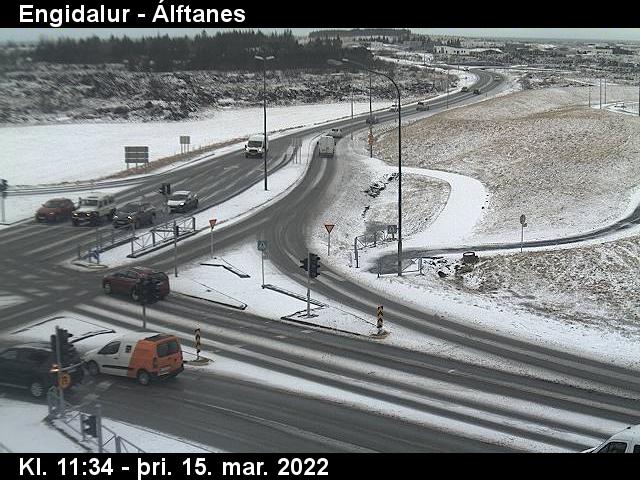 Engidalur - Álftanes
Kl. 11:34 - þri. 15. mar. 2022